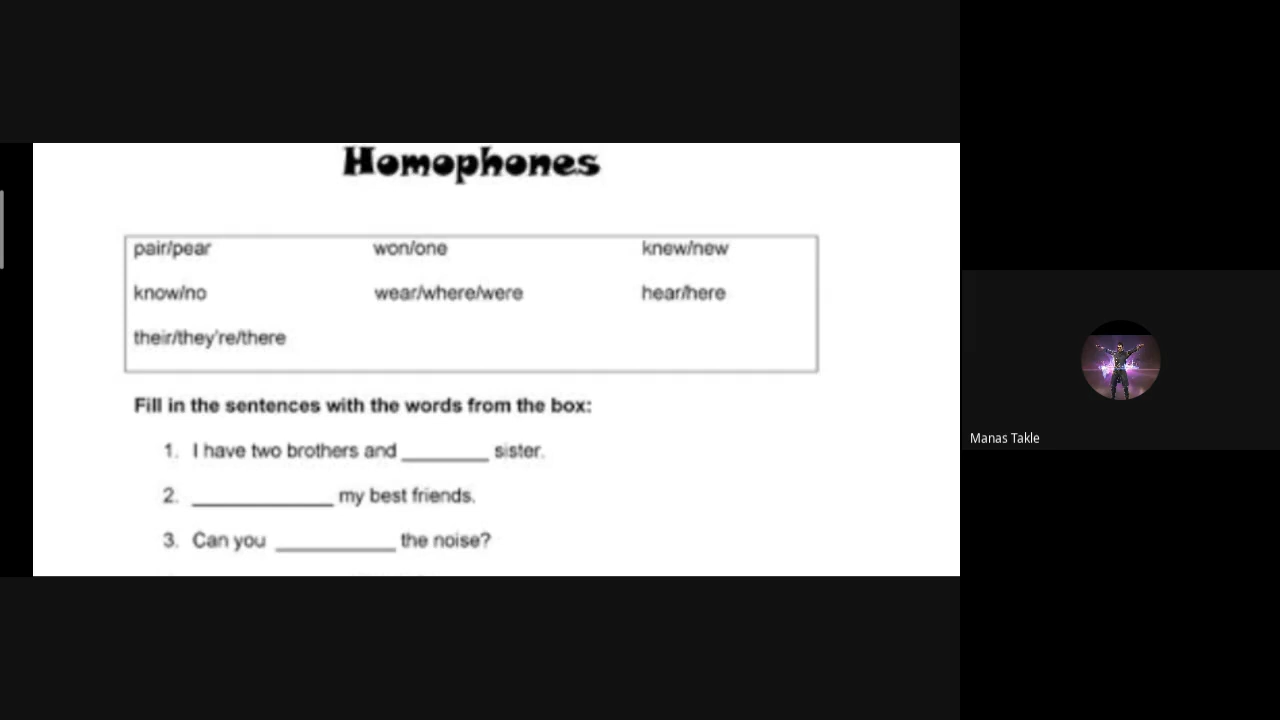 Homophones
pair/pear won/one knew/new
know/no wear/where/were hear/here
their/they're/there
Fill in the sentences with the words from the box:
1. I have two brothers and ________ sister.
2. _____________ my best friends.
3. Can you ___________ the noise?
Manas Takle